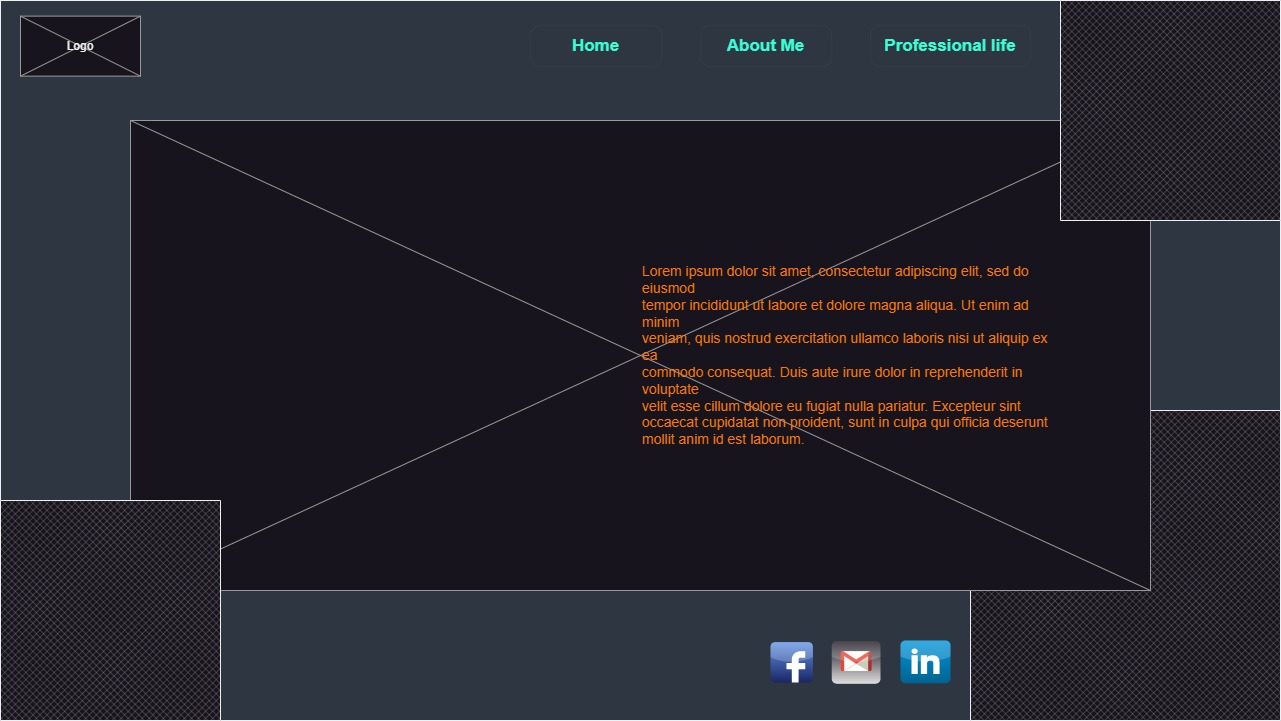 Logo
Home
About Me
Professional life
Lorem ipsum dolor sit amet, consectetur adipiscing elit, sed do
eiusmod
tempor incididunt ut labore et dolore magna aliqua. Ut enim ad
minim
veniam, quis nostrud exercitation ullamco laboris nisi ut aliquip ex
ea
commodo consequat. Duis aute irure dolor in reprehenderit in
voluptate
velit esse cillum dolore eu fugiat nulla pariatur. Excepteur sint
occaecat cupidatat non proident, sunt in culpa qui officia deserunt
mollit anim id est laborum.
f
in